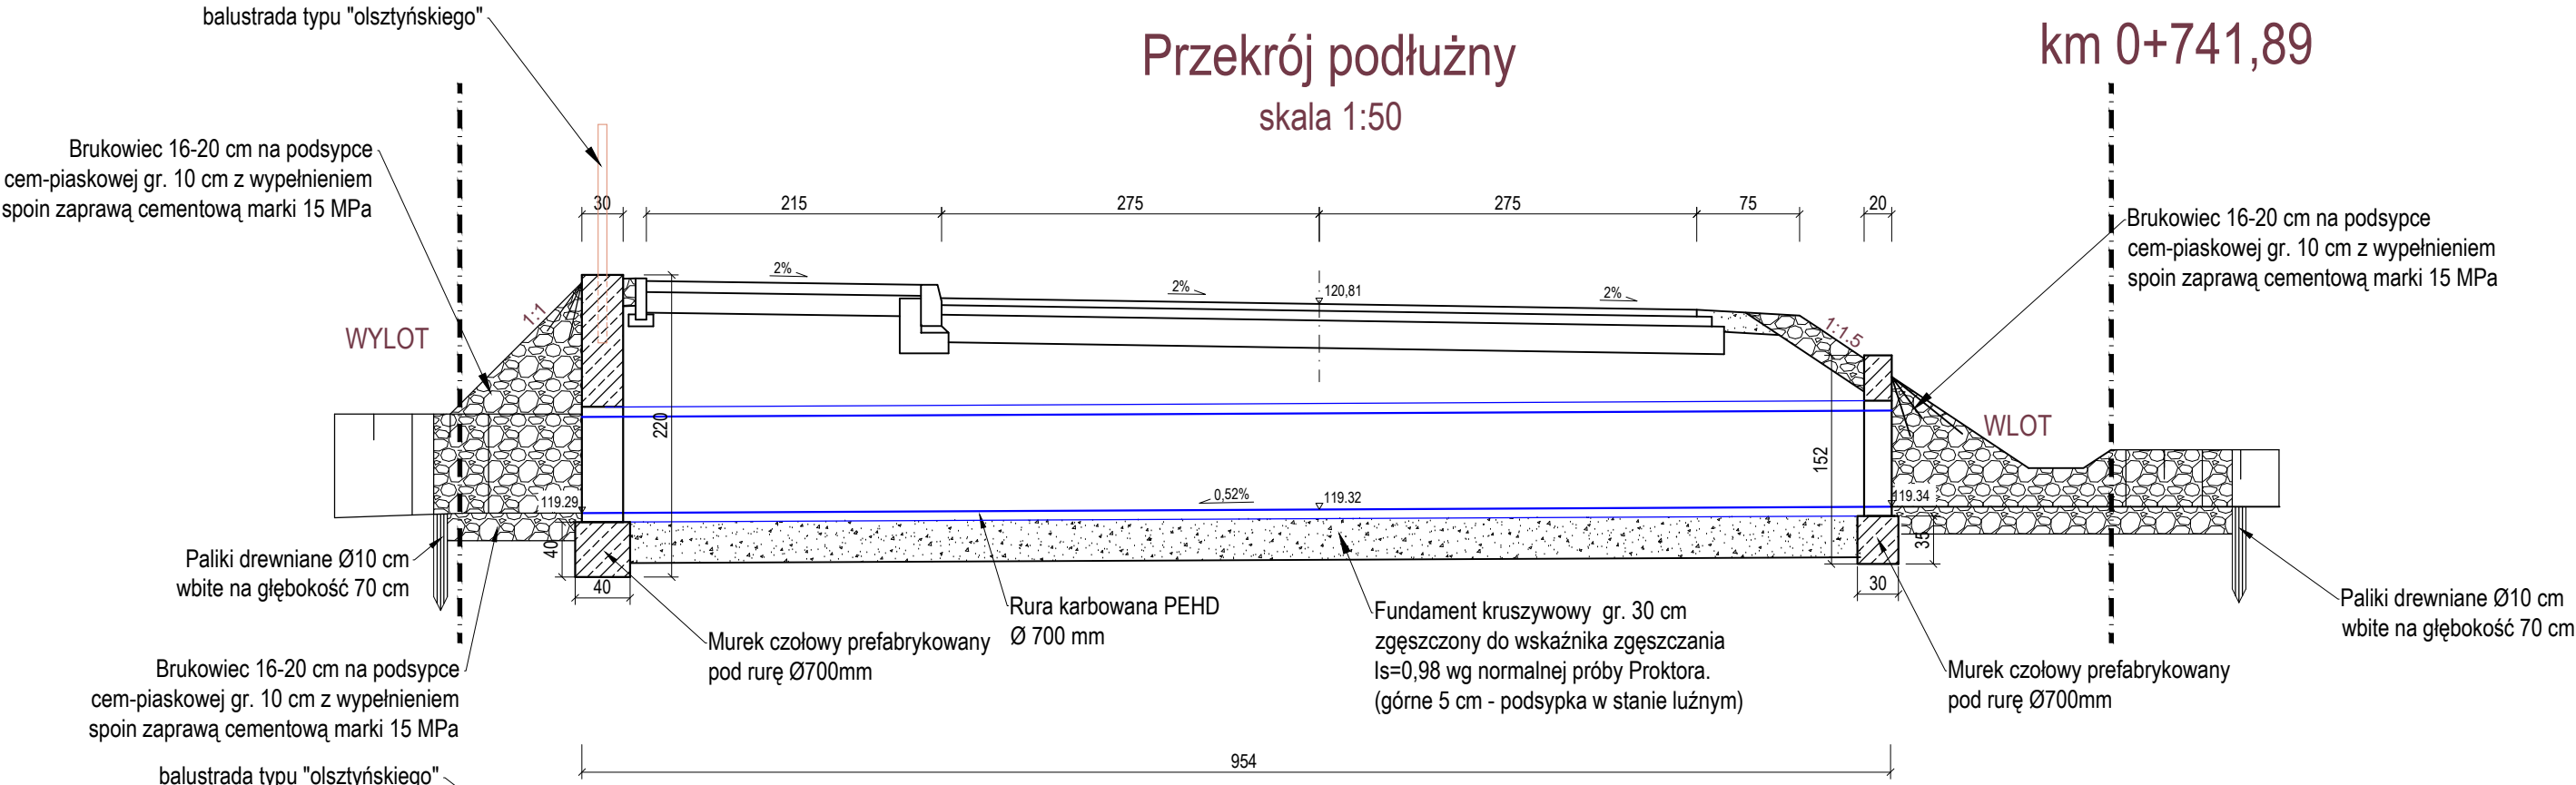 balustrada typu "olsztyńskiego"
Przekrój podłużny
skala 1:50
km 0+741,89
Brukowiec 16-20 cm na podsypce
cem-piaskowej gr. 10 cm z wypełnieniem
spoin zaprawą cementową marki 15 MPa
30
215
275
275
75
20
Brukowiec 16-20 cm na podsypce
cem-piaskowej gr. 10 cm z wypełnieniem
spoin zaprawą cementową marki 15 MPa
2%
2%
120,81
2%
1:1
1:1.5
WYLOT
WLOT
220
152
119.29
0,52%
119.32
119.34
40
35
40
30
Paliki drewniane Ø10 cm
wbite na głębokość 70 cm
Rura karbowana PEHD
Ø 700 mm
Fundament kruszywowy gr. 30 cm
zgęszczony do wskaźnika zgęszczania
Is=0,98 wg normalnej próby Proktora.
(górne 5 cm - podsypka w stanie luźnym)
Paliki drewniane Ø10 cm
wbite na głębokość 70 cm
Murek czołowy prefabrykowany
pod rurę Ø700mm
Murek czołowy prefabrykowany
pod rurę Ø700mm
Brukowiec 16-20 cm na podsypce
cem-piaskowej gr. 10 cm z wypełnieniem
spoin zaprawą cementową marki 15 MPa
954
balustrada typu "olsztyńskiego"